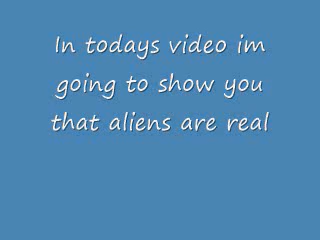 In todays video im
going to show you
that aliens are real